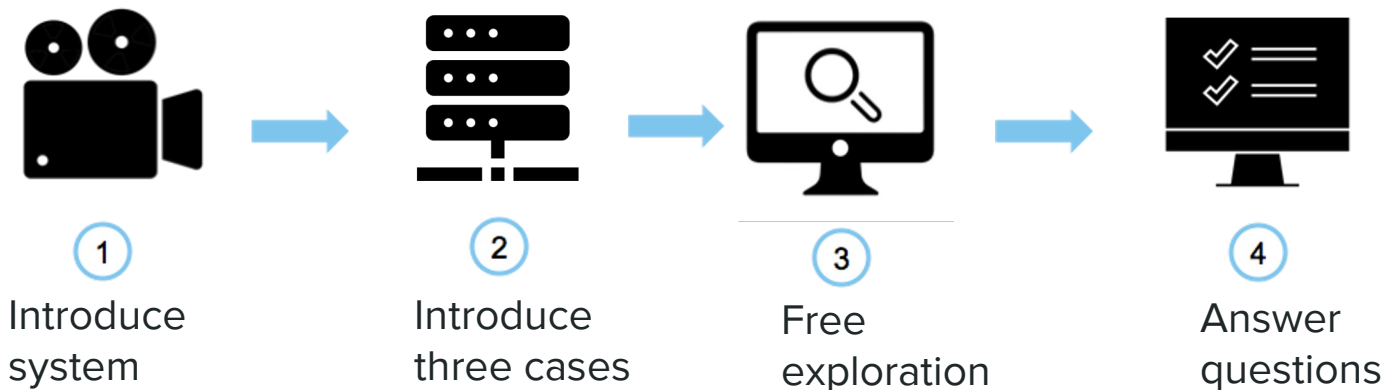 1
Introduce
system
2
Introduce
three cases
3
Free
exploration
4
Answer
questions